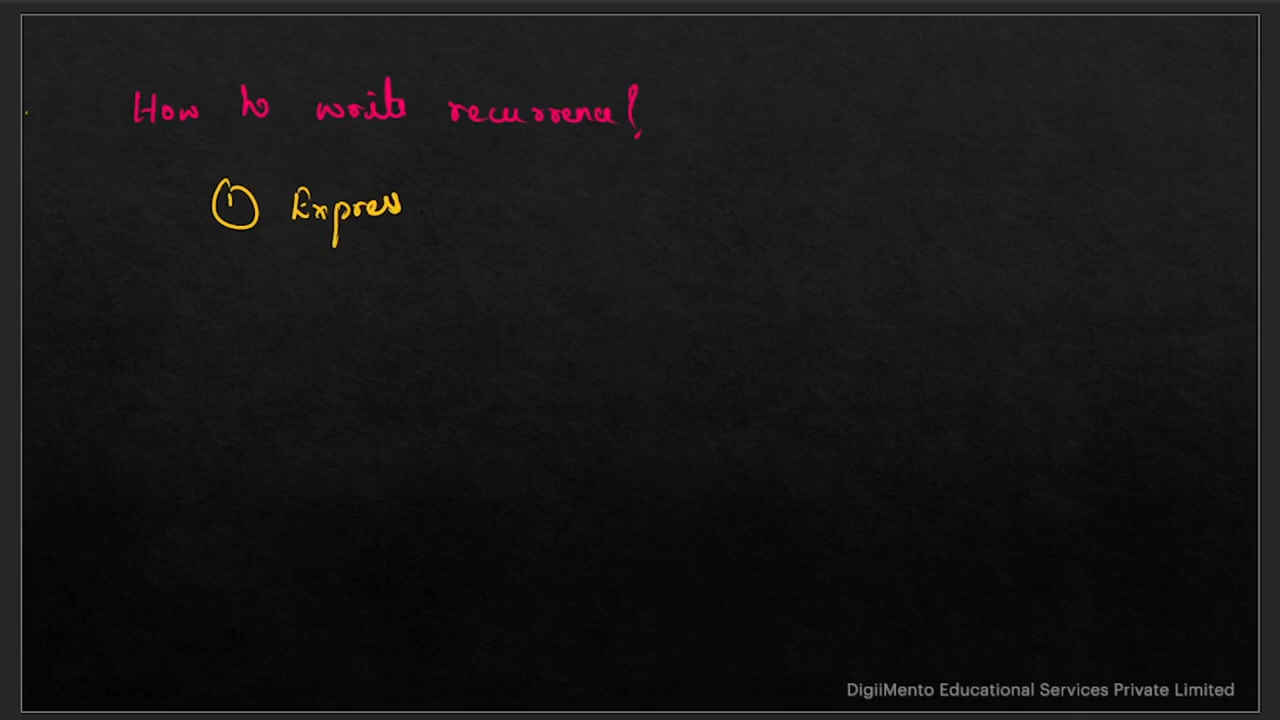 How to write recurrence?
① Express
DigiiMento Educational Services Private Limited